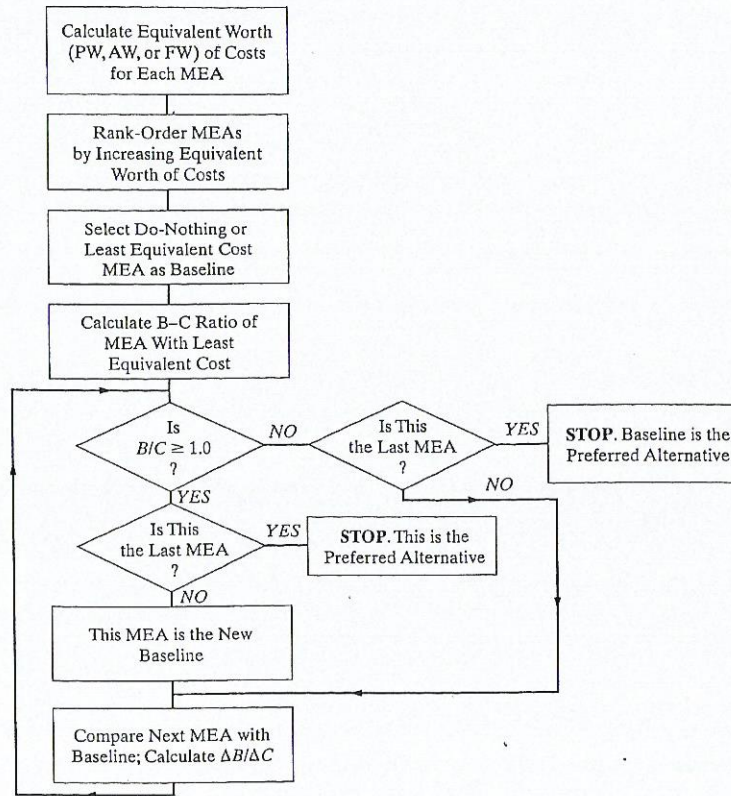 Calculate Equivalent Worth
(PW, AW, or FW) of Costs
for Each MEA
Rank-Order MEAs
by Increasing Equivalent
Worth of Costs
Select Do-Nothing or
Least Equivalent Cost
MEA as Baseline
Calculate B–C Ratio of
MEA With Least
Equivalent Cost
Is
B/C ≥ 1.0
?
NO
Is This
the Last MEA
?
YES
STOP. Baseline is the
Preferred Alternative
NO
YES
Is This
the Last MEA
?
YES
STOP. This is the
Preferred Alternative
NO
This MEA is the New
Baseline
Compare Next MEA with
Baseline; Calculate ΔB/ΔC